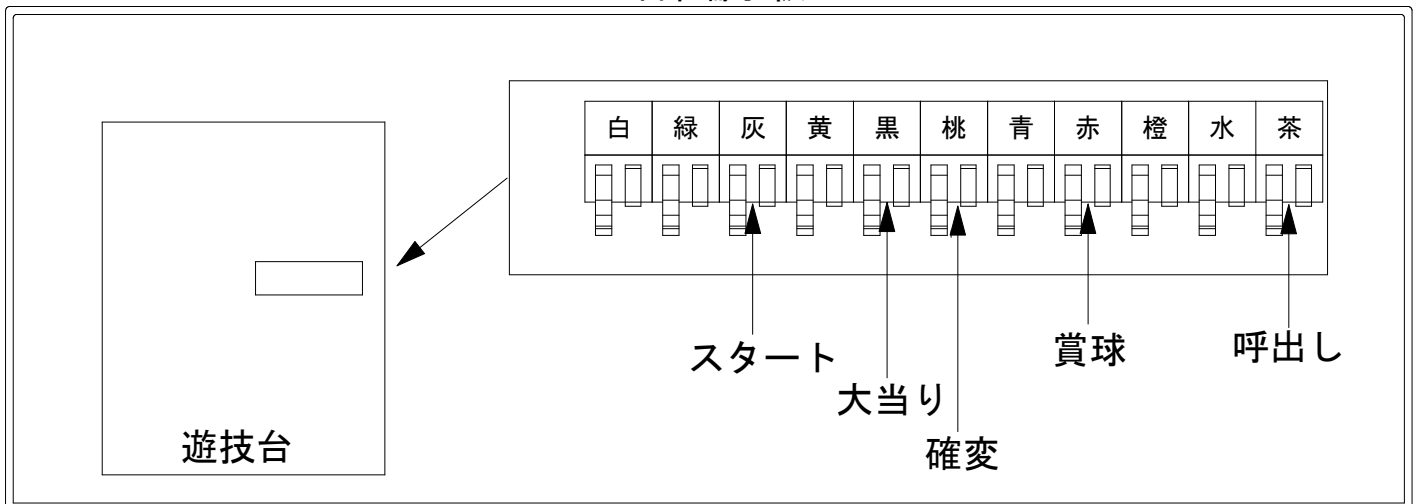 白 緑 灰 黄 黒 桃 青 赤 橙 水 茶
スタート
大当り
確変
賞球
呼出し
遊技台